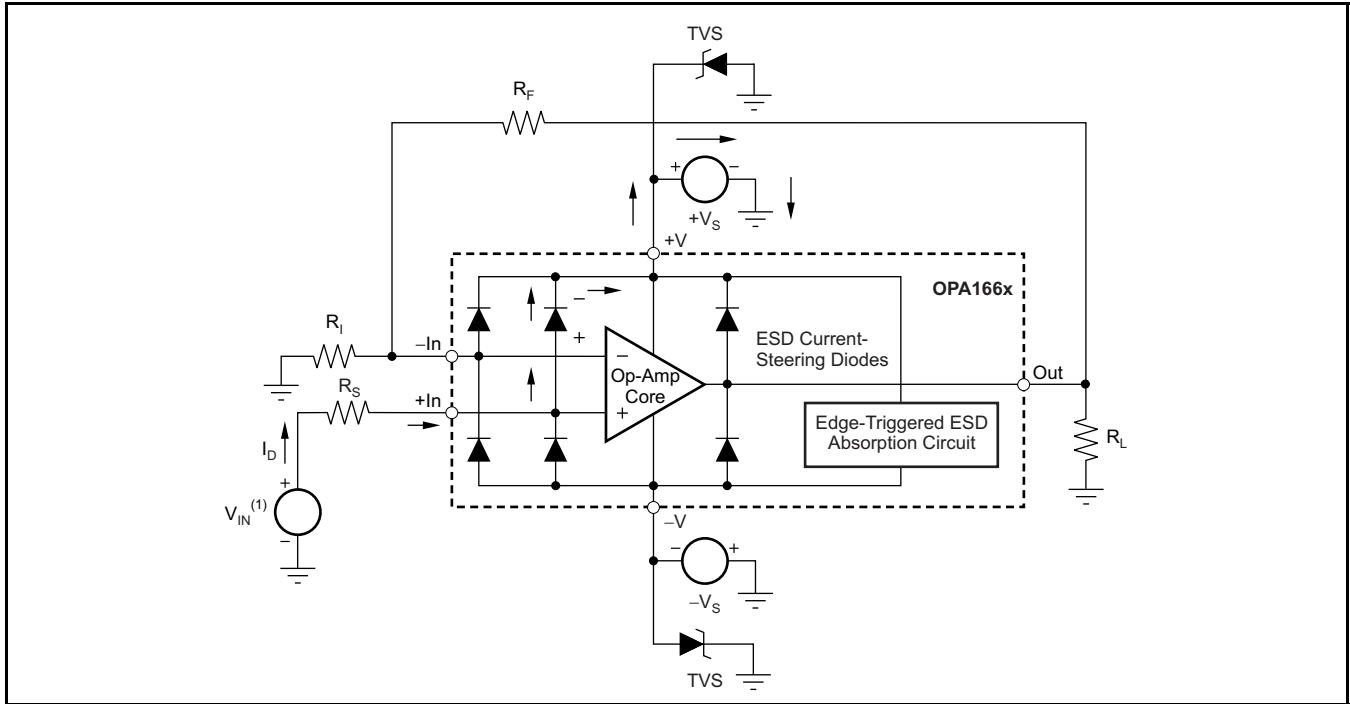 TVS
R_F
+ −
+V_S
+V
OPA166x
−
+
R_I
−In
−
ESD Current-
Steering Diodes
Op-Amp
Core
Out
R_S
+In
+
Edge-Triggered ESD
Absorption Circuit
R_L
I_D
+
V_IN^(1)
−
−V
− +
−V_S
TVS